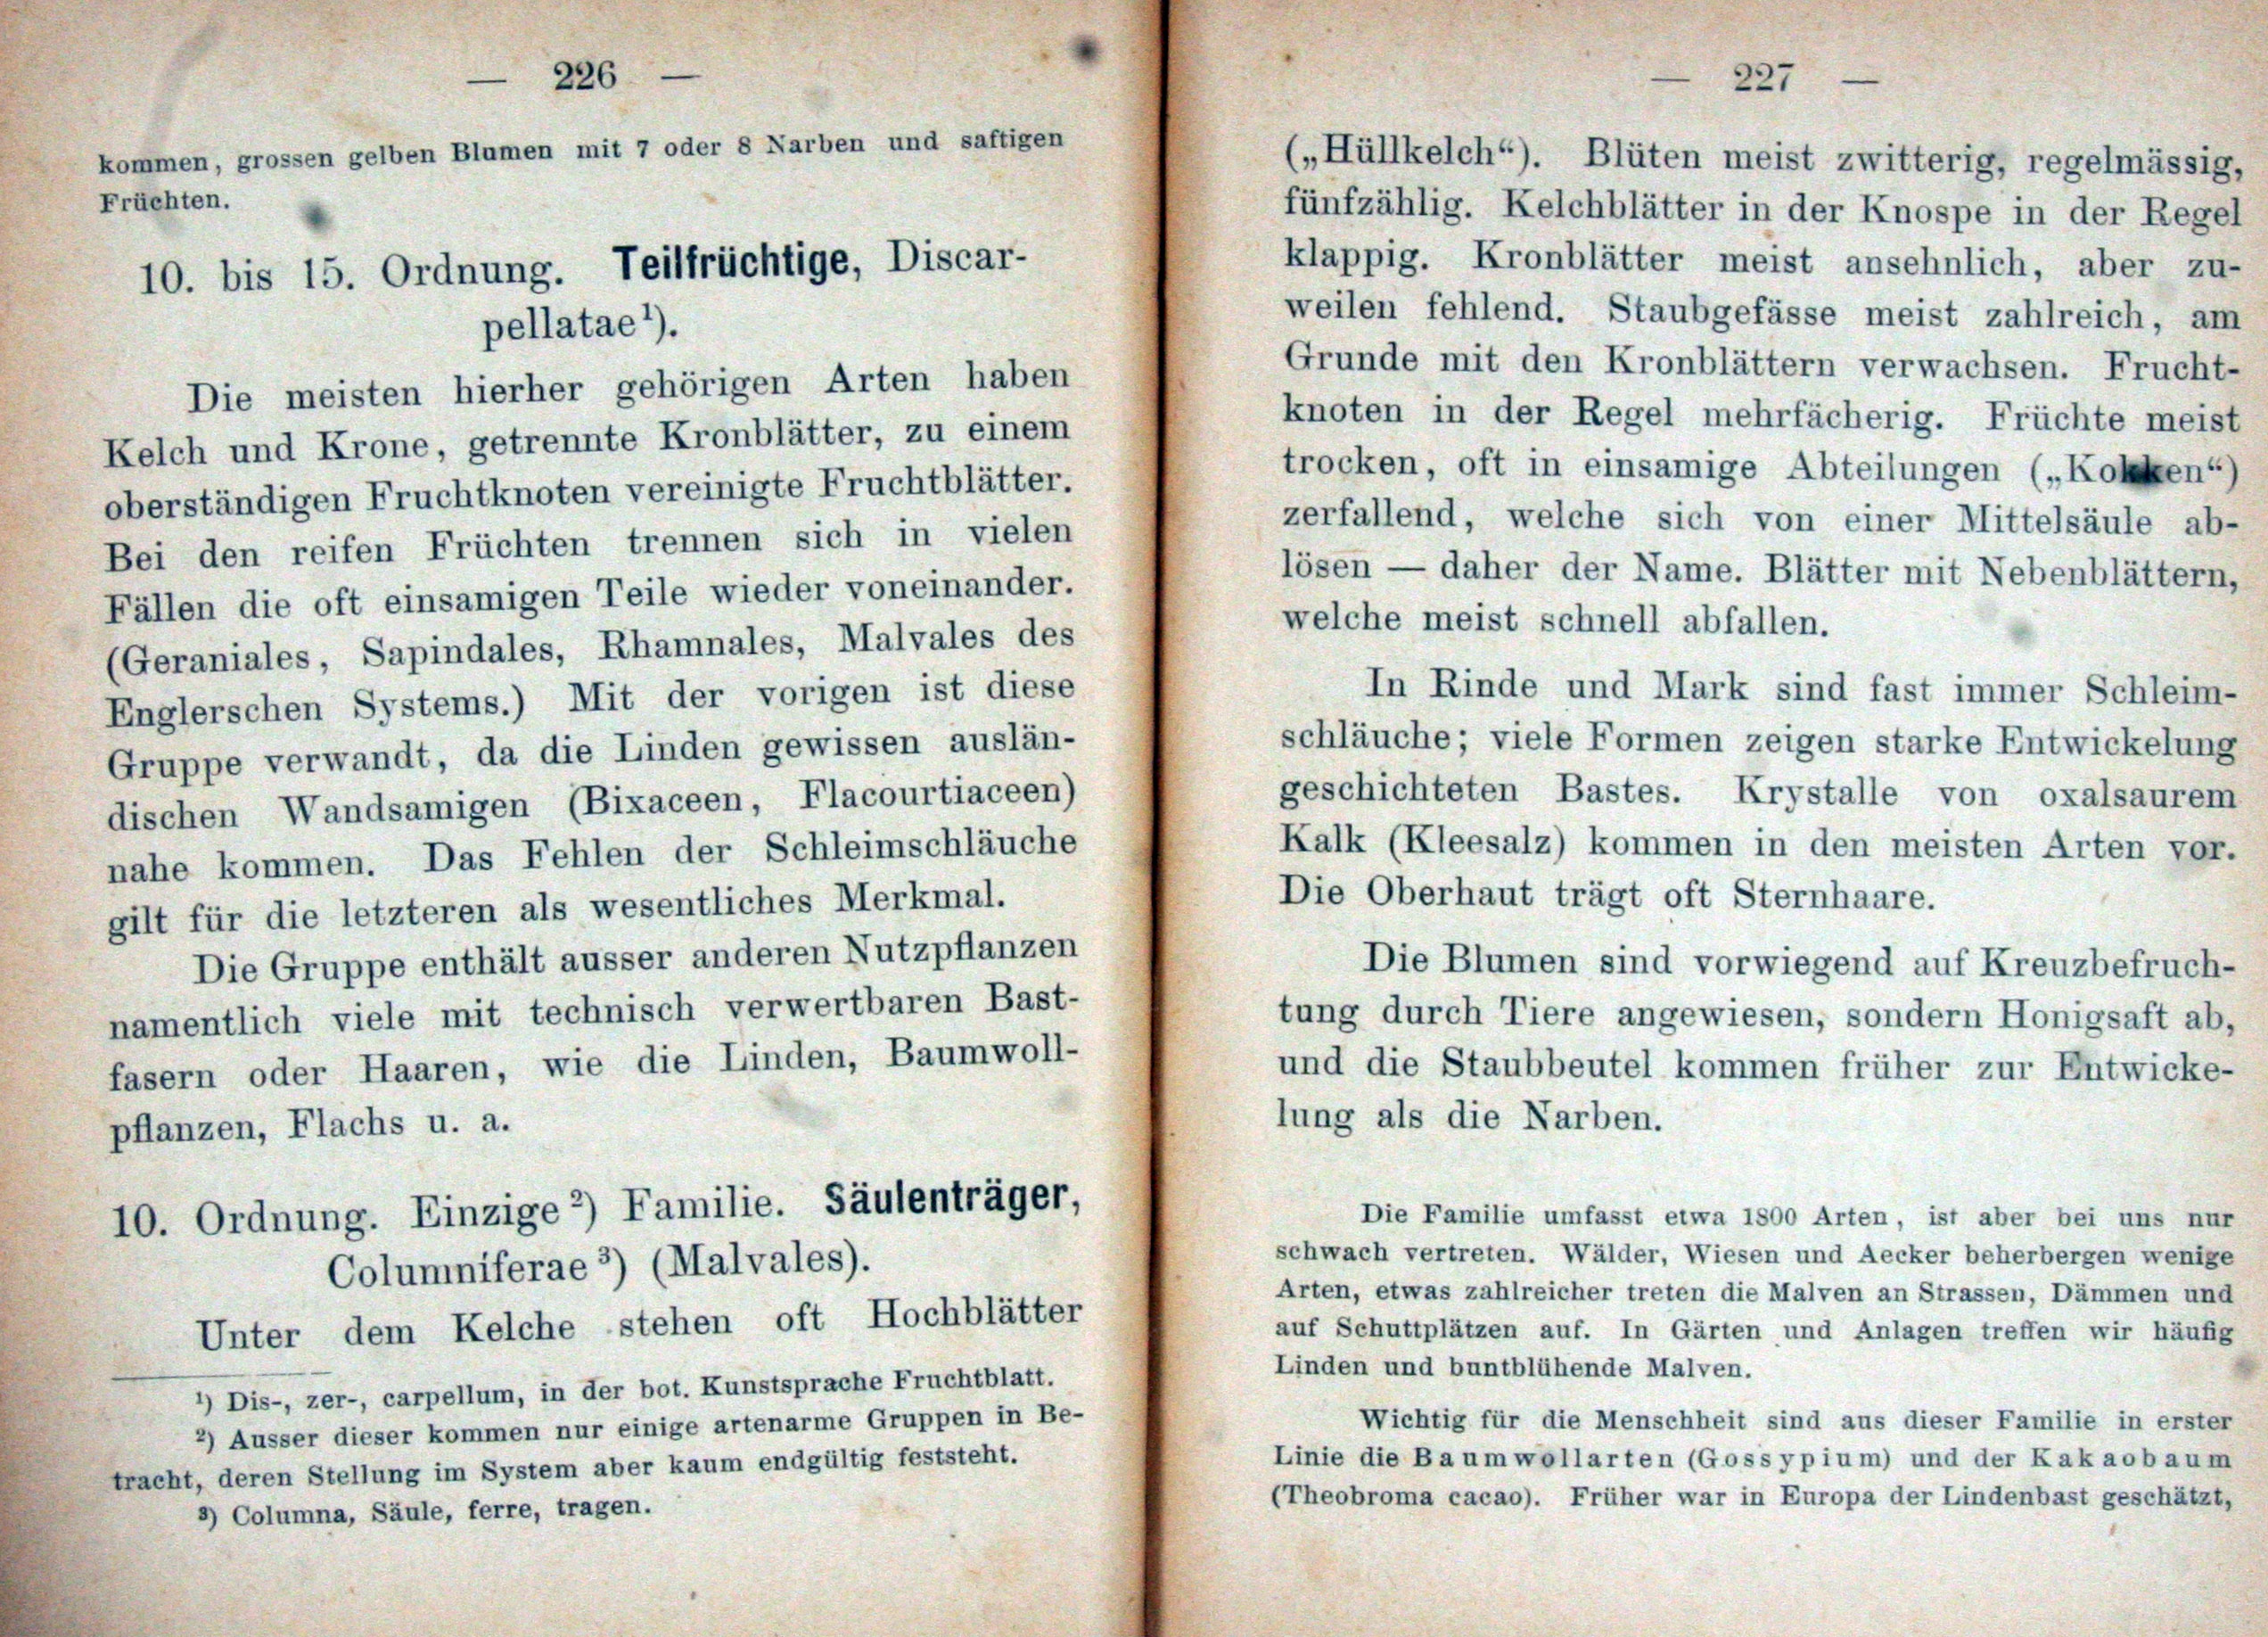 — 226 —
kommen, grossen gelben Blumen mit 7 oder 8 Narben und saftigen
Früchten.
10. bis 15. Ordnung. Teilfrüchtige, Discar-
pellatae¹).
Die meisten hierher gehörigen Arten haben
Kelch und Krone, getrennte Kronblätter, zu einem
oberständigen Fruchtknoten vereinigte Fruchtblätter.
Bei den reifen Früchten trennen sich in vielen
Fällen die oft einsamigen Teile wieder voneinander.
(Geraniales, Sapindales, Rhamnales, Malvales des
Englerschen Systems.) Mit der vorigen ist diese
Gruppe verwandt, da die Linden gewissen auslän-
dischen Wandsamigen (Bixaceen, Flacourtiaceen)
nahe kommen. Das Fehlen der Schleimschläuche
gilt für die letzteren als wesentliches Merkmal.
Die Gruppe enthält ausser anderen Nutzpflanzen
namentlich viele mit technisch verwertbaren Bast-
fasern oder Haaren, wie die Linden, Baumwoll-
pflanzen, Flachs u. a.
10. Ordnung. Einzige²) Familie. Säulenträger,
Columniferae³) (Malvales).
Unter dem Kelche stehen oft Hochblätter
¹) Dis-, zer-, carpellum, in der bot. Kunstsprache Fruchtblatt.
²) Ausser dieser kommen nur einige artenarme Gruppen in Be-
tracht, deren Stellung im System aber kaum endgültig feststeht.
³) Columna, Säule, ferre, tragen.
— 227 —
(„Hüllkelch“). Blüten meist zwitterig, regelmässig,
fünfzählig. Kelchblätter in der Knospe in der Regel
klappig. Kronblätter meist ansehnlich, aber zu-
weilen fehlend. Staubgefässe meist zahlreich, am
Grunde mit den Kronblättern verwachsen. Frucht-
knoten in der Regel mehrfächerig. Früchte meist
trocken, oft in einsamige Abteilungen („Kokken“)
zerfallend, welche sich von einer Mittelsäule ab-
lösen — daher der Name. Blätter mit Nebenblättern,
welche meist schnell abfallen.
In Rinde und Mark sind fast immer Schleim-
schläuche; viele Formen zeigen starke Entwickelung
geschichteten Bastes. Krystalle von oxalsaurem
Kalk (Kleesalz) kommen in den meisten Arten vor.
Die Oberhaut trägt oft Sternhaare.
Die Blumen sind vorwiegend auf Kreuzbefruch-
tung durch Tiere angewiesen, sondern Honigsaft ab,
und die Staubbeutel kommen früher zur Entwicke-
lung als die Narben.
Die Familie umfasst etwa 1800 Arten, ist aber bei uns nur
schwach vertreten. Wälder, Wiesen und Aecker beherbergen wenige
Arten, etwas zahlreicher treten die Malven an Strassen, Dämmen und
auf Schuttplätzen auf. In Gärten und Anlagen treffen wir häufig
Linden und buntblühende Malven.
Wichtig für die Menschheit sind aus dieser Familie in erster
Linie die Baumwollarten (Gossypium) und der Kakaobaum
(Theobroma cacao). Früher war in Europa der Lindenbast geschätzt,